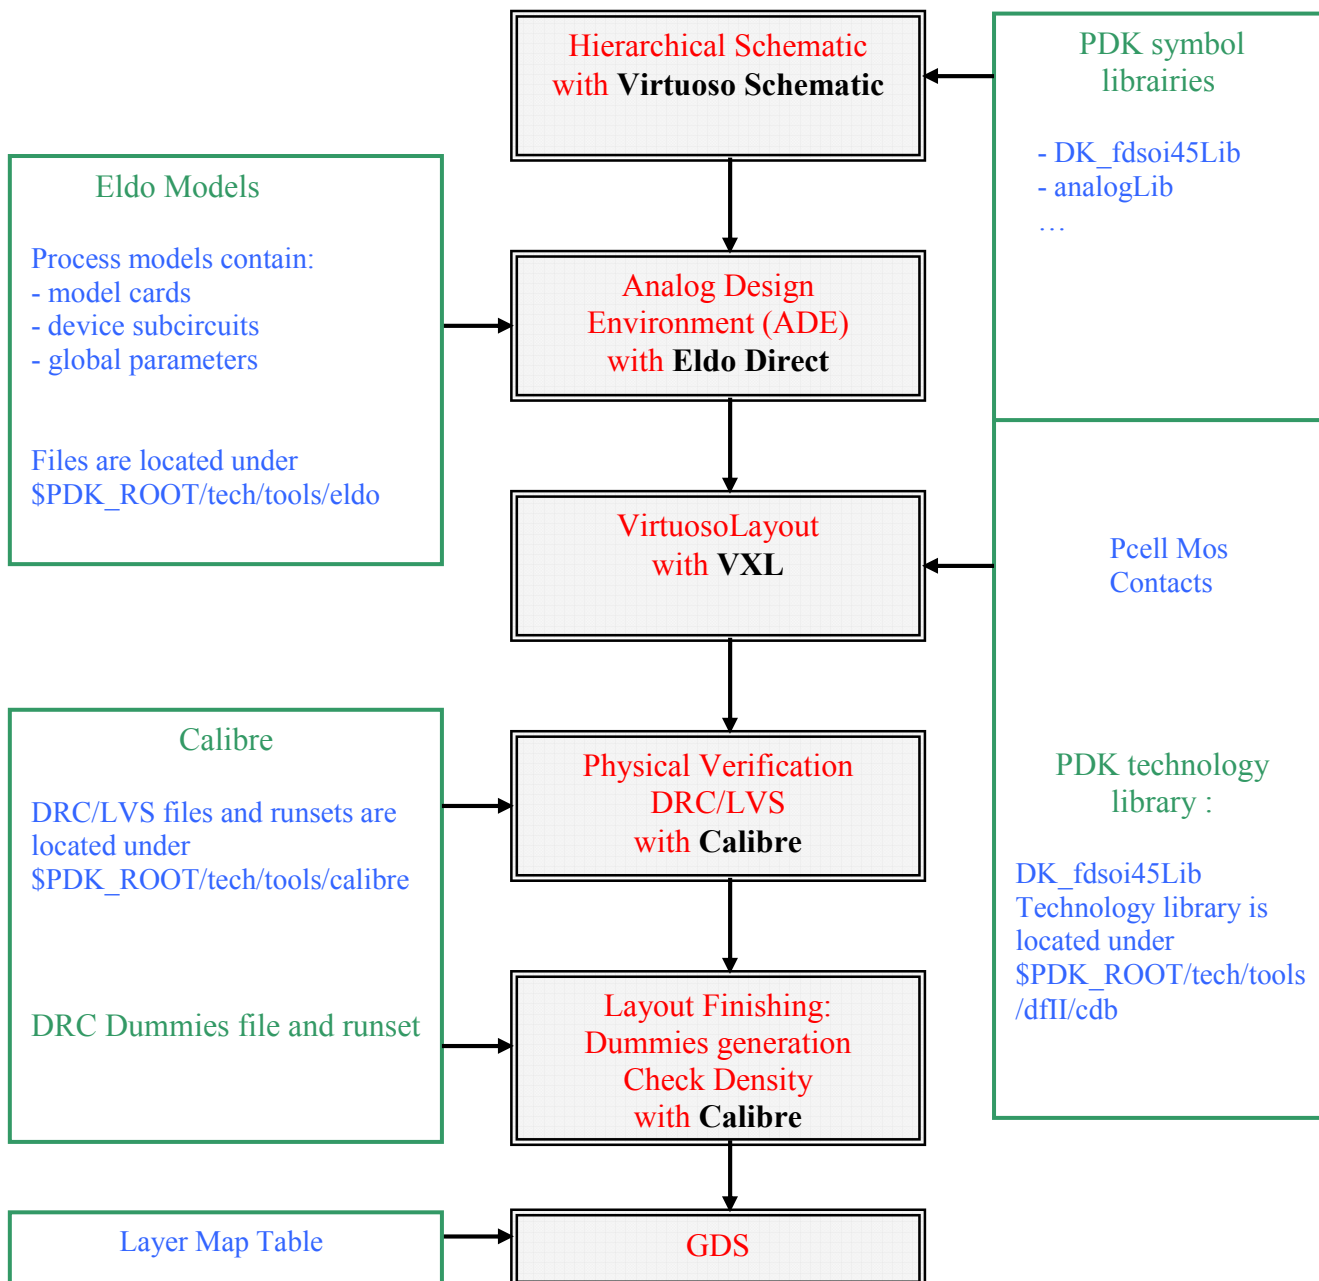 Hierarchical Schematic
with Virtuoso Schematic
PDK symbol
librairies
- DK_fdsoi45Lib
- analogLib
…
Eldo Models
Process models contain:
- model cards
- device subcircuits
- global parameters
Files are located under
$PDK_ROOT/tech/tools/eldo
Analog Design
Environment (ADE)
with Eldo Direct
VirtuosoLayout
with VXL
Pcell Mos
Contacts
PDK technology
library :
DK_fdsoi45Lib
Technology library is
located under
$PDK_ROOT/tech/tools
/dfII/cdb
Calibre
DRC/LVS files and runsets are
located under
$PDK_ROOT/tech/tools/calibre
DRC Dummies file and runset
Physical Verification
DRC/LVS
with Calibre
Layout Finishing:
Dummies generation
Check Density
with Calibre
Layer Map Table
GDS